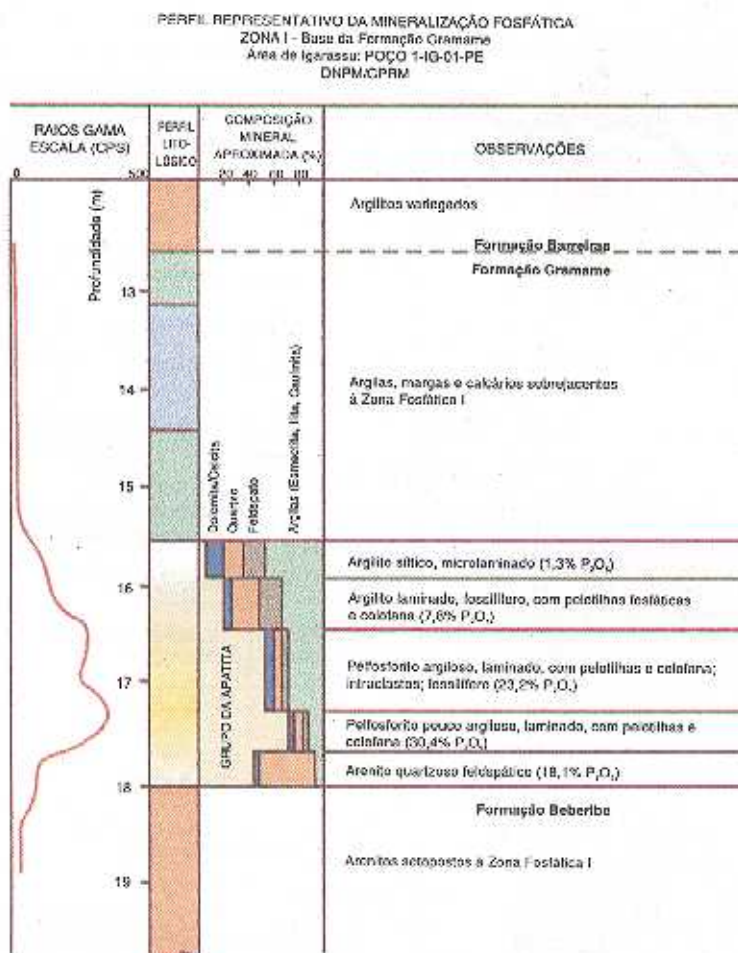 PERFIL REPRESENTATIVO DA MINERALIZAÇÃO FOSFÁTICA
ZONA I - Base da Formação Gramame
Área de Igarassu: POÇO 1-IG-01-PE
DNPM/CPRM
RAIOS GAMA
ESCALA (CPS)
0 500
PERFIL
LITO-
LÓGICO
COMPOSIÇÃO
MINERAL
APROXIMADA (%)
20 40 60 80
OBSERVAÇÕES
Profundidade (m)
Argilitos variegados
Formação Barreiras
Formação Gramame
13
14
Argilas, margas e calcários sobrejacentes
à Zona Fosfática I
15
Dolomita/Calcita
Quartzo
Feldspato
Argilas (Esmectita, Ilita, Caulinita)
Argilito síltico, microlaminado (1,3% P₂O₅)
16
Argilito laminado, fossilífero, com pelotilhas fosfáticas
e colofana (7,6% P₂O₅)
GRUPO DA APATITA
Pelfosforito argiloso, laminado, com pelotilhas e colofana;
intraclastos; fossilífero (23,2% P₂O₅)
17
Pelfosforito pouco argiloso, laminado, com pelotilhas e
colofana (30,4% P₂O₅)
Arenito quartzoso feldspático (18,1% P₂O₅)
18
Formação Beberibe
Arenitos sotopostos à Zona Fosfática I
19